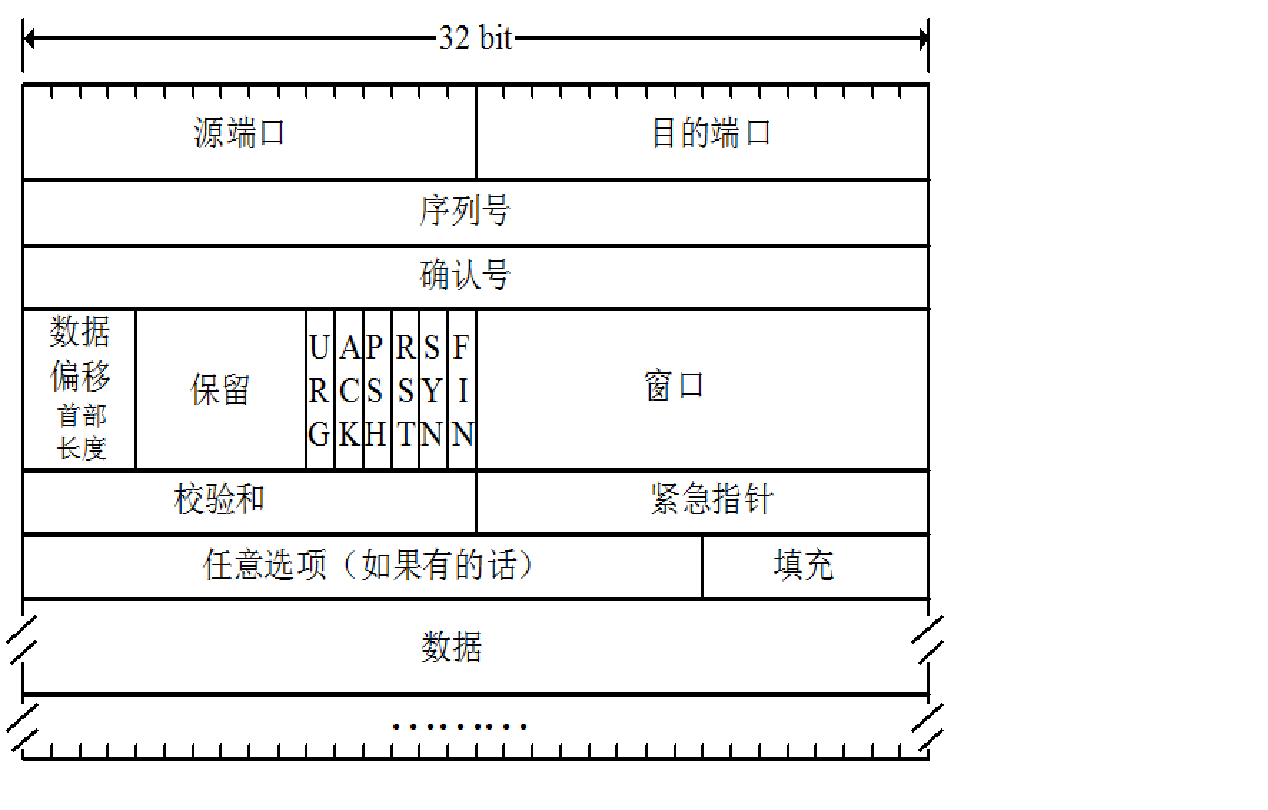 32 bit
源端口
目的端口
序列号
确认号
数据
偏移
首部
长度
保留
URG
ACK
PSH
RST
SYN
FIN
窗口
校验和
紧急指针
任意选项（如果有的话）
填充
数据
………